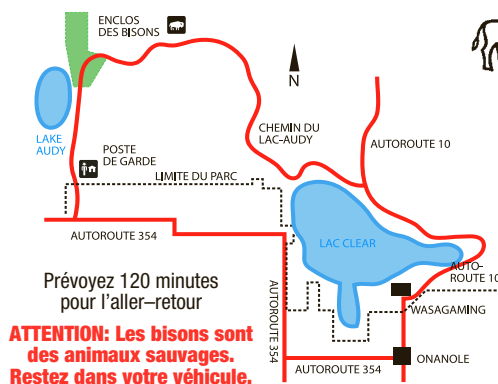 ENCLOS
DES BISONS
N
LAKE
AUDY
POSTE
DE GARDE
CHEMIN DU
LAC-AUDY
AUTOROUTE 10
LIMITE DU PARC
AUTOROUTE 354
LAC CLEAR
AUTO-
ROUTE 10
WASAGAMING
AUTOROUTE 354
AUTOROUTE 354
ONANOLE
Prévoyez 120 minutes
pour l'aller–retour
ATTENTION: Les bisons sont
des animaux sauvages.
Restez dans votre véhicule.